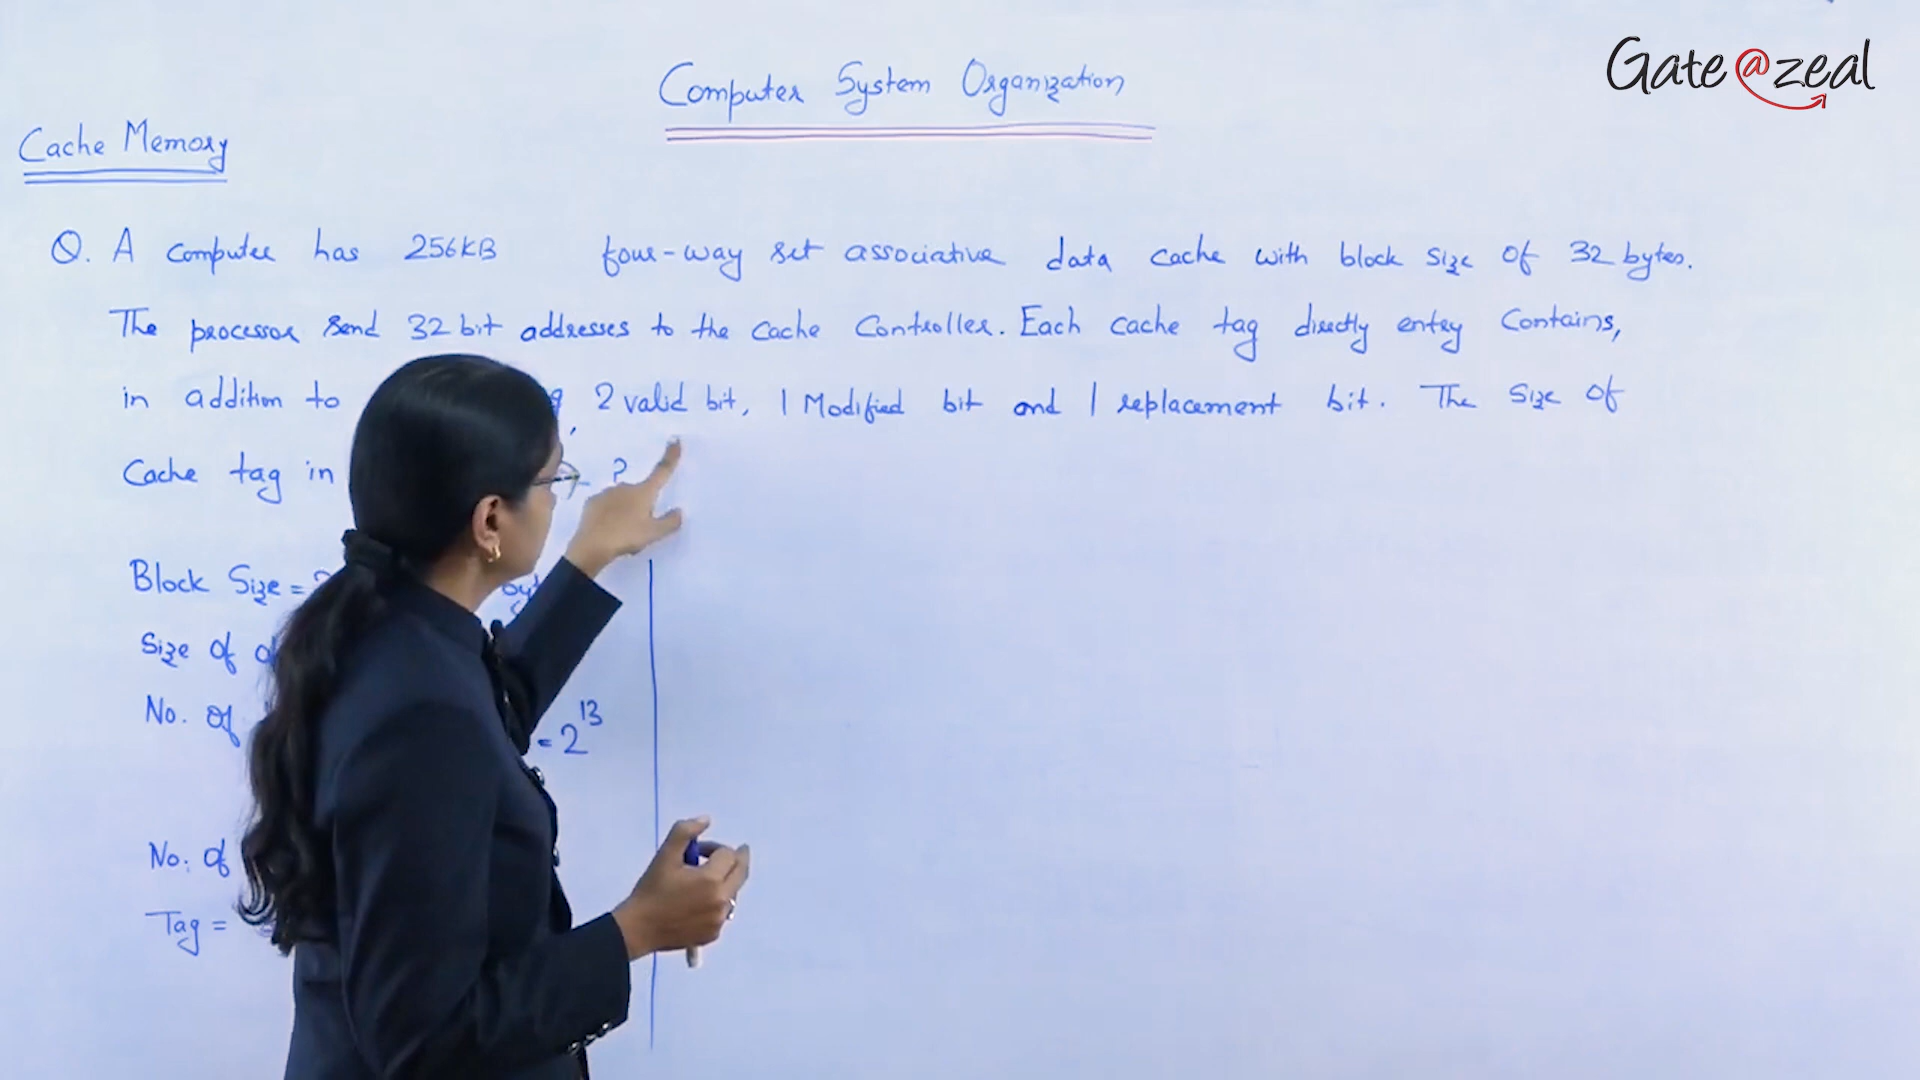 Gate@zeal
Computer System Organization
Cache Memory
Q. A computer has 256KB four-way set associative data cache with block size of 32 bytes.
The processor send 32 bit addresses to the cache Controller. Each cache tag directly entry Contains,
in addition to , 2 valid bit, 1 Modified bit and 1 replacement bit. The size of
Cache tag in ?
Block Size =
Size of
No. of = 2^13
No. of
Tag =